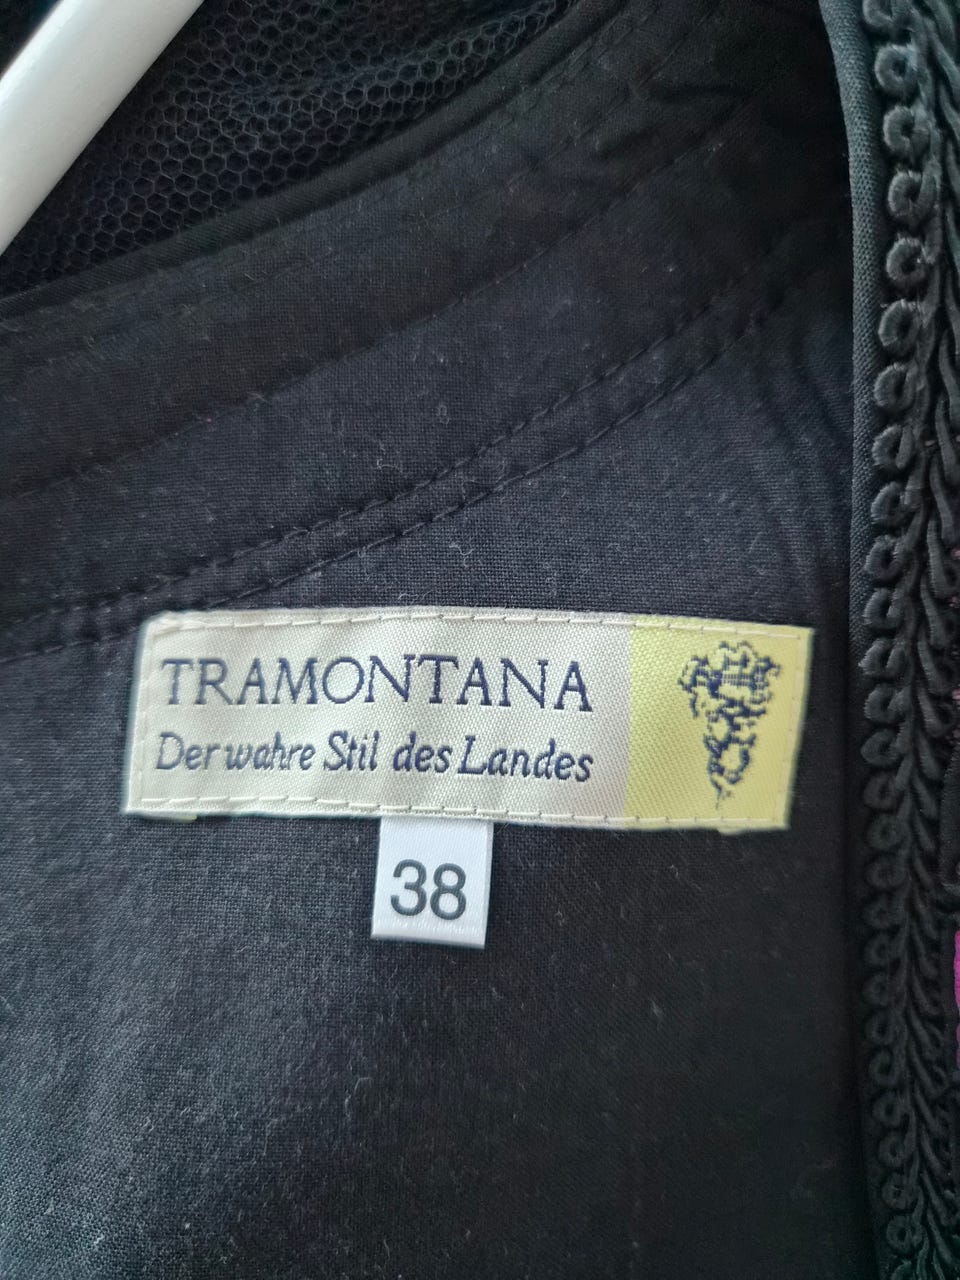 TRAMONTANA
Der wahre Stil des Landes
38